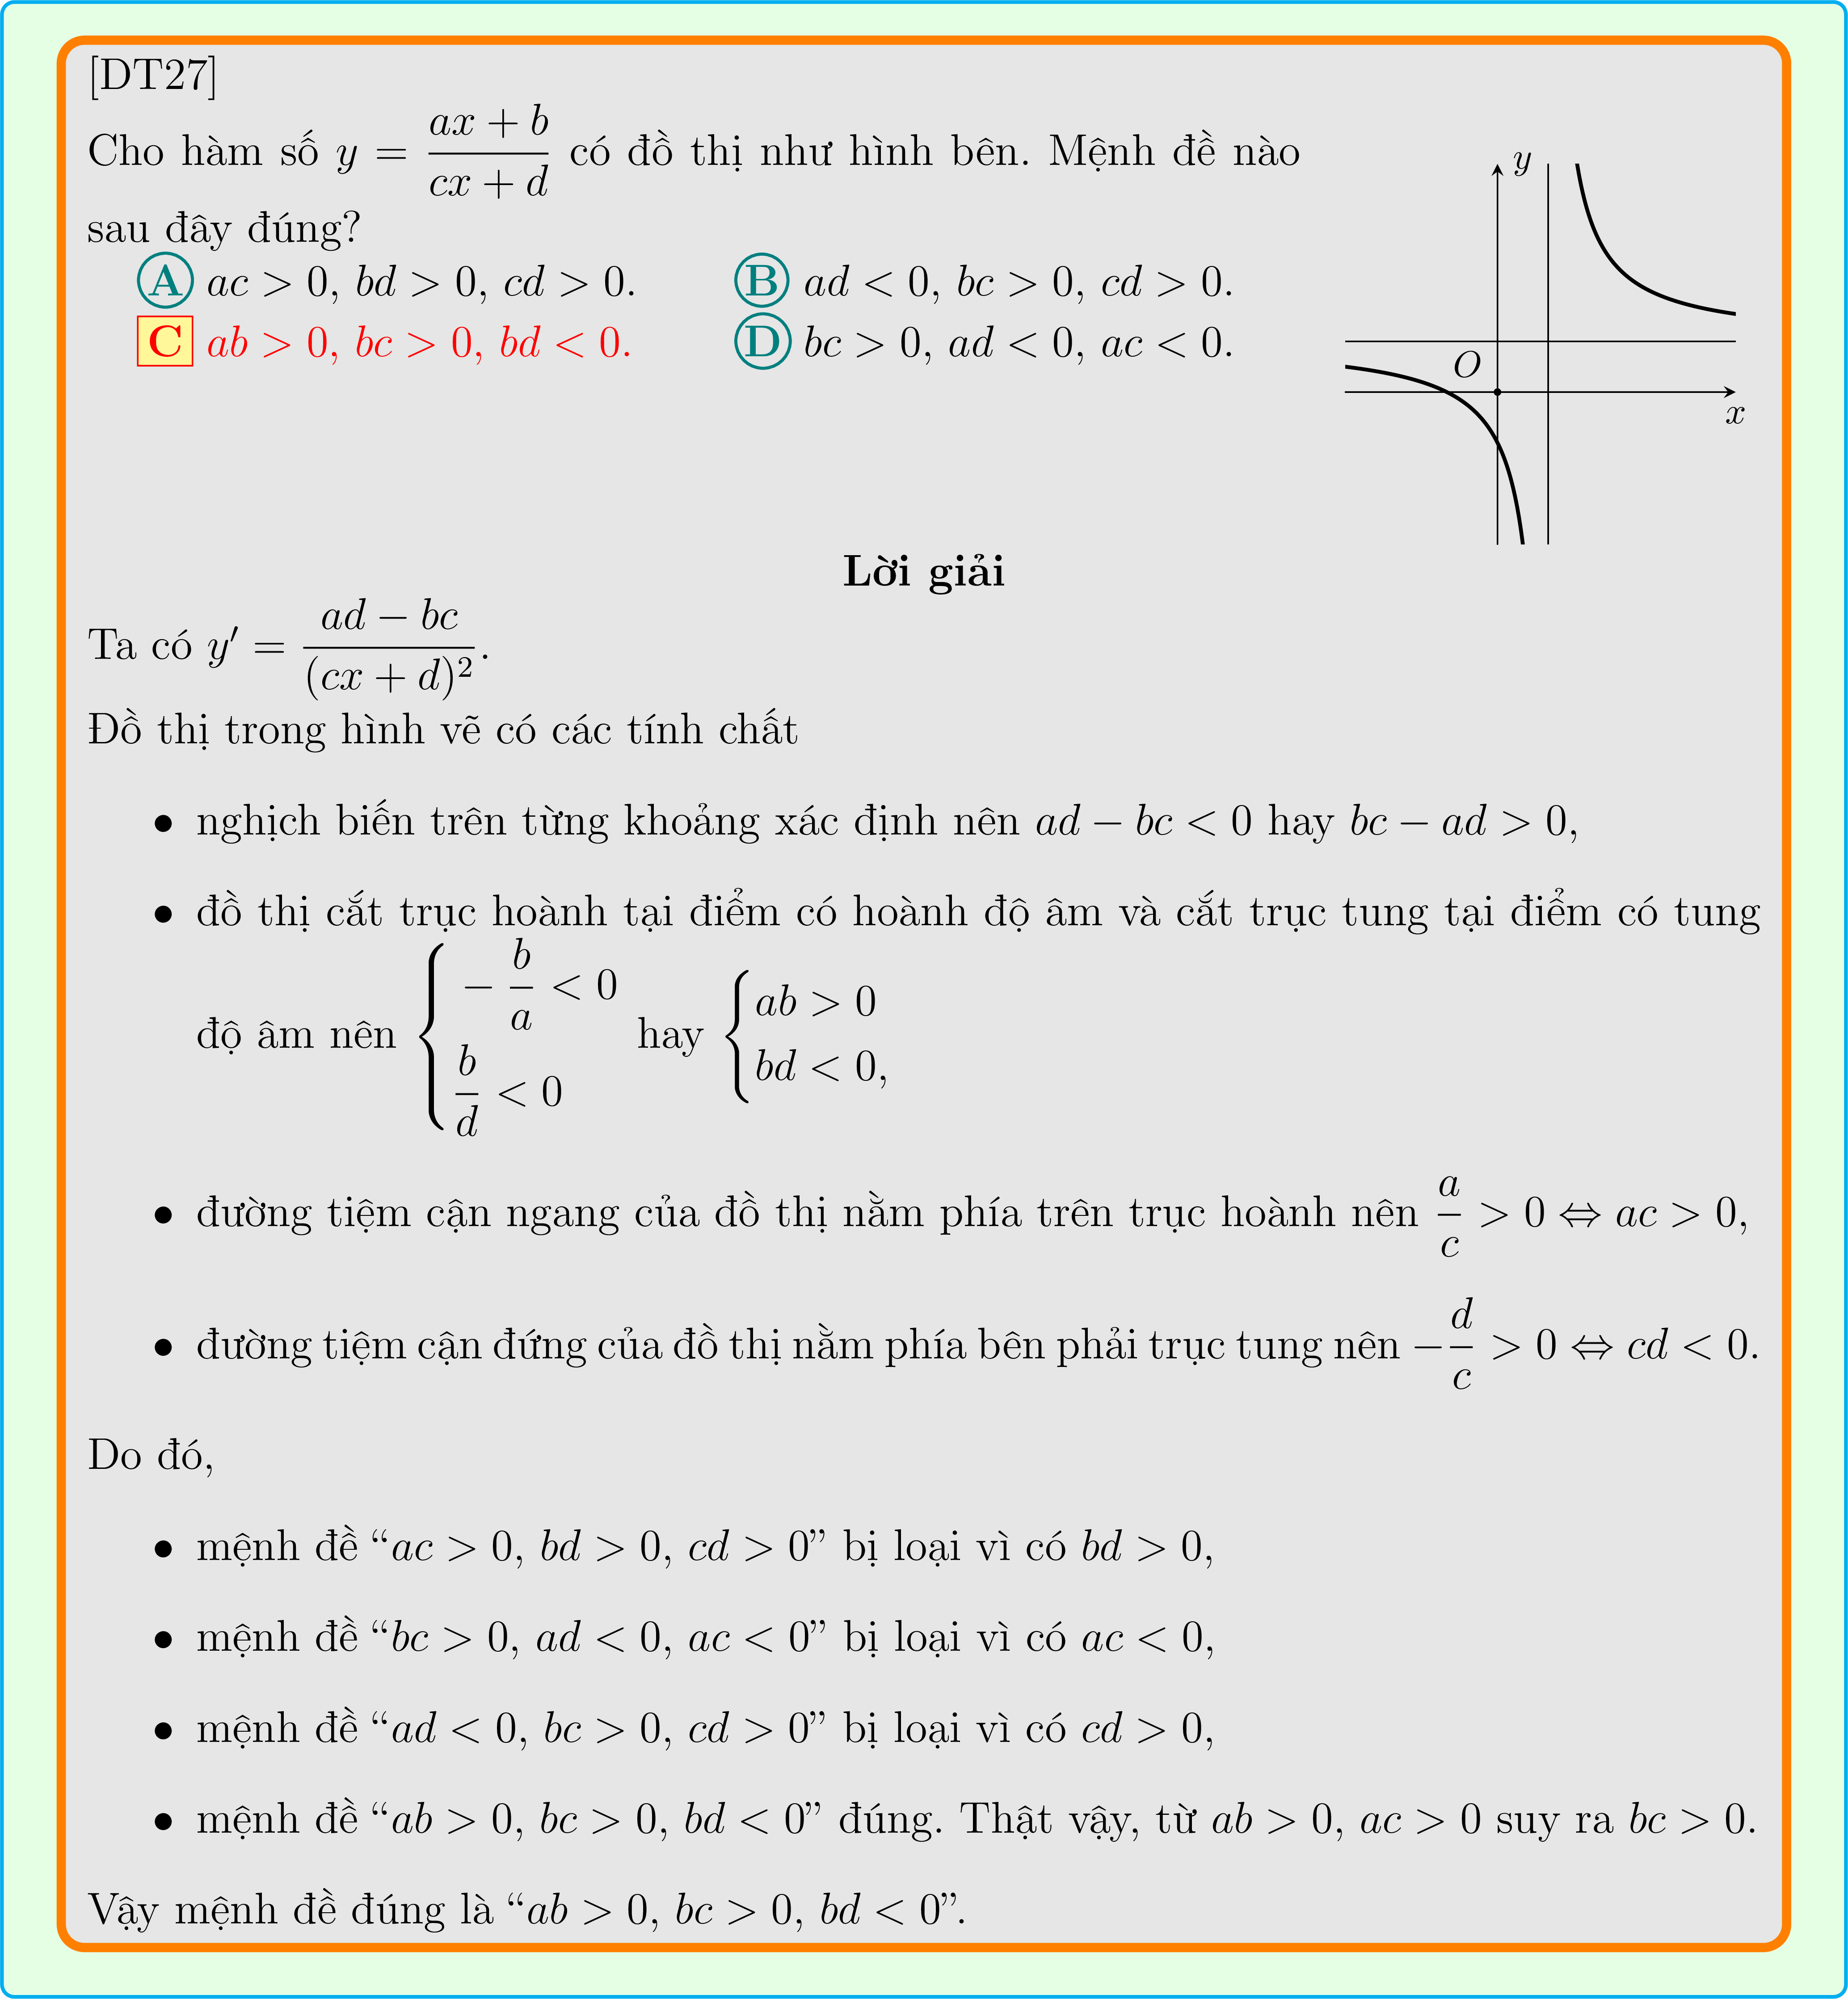 [DT27]
Cho hàm số y = \frac{ax + b}{cx + d} có đồ thị như hình bên. Mệnh đề nào
sau đây đúng?
A ac > 0, bd > 0, cd > 0. B ad < 0, bc > 0, cd > 0.
C ab > 0, bc > 0, bd < 0. D bc > 0, ad < 0, ac < 0.
y
O
x
Lời giải
Ta có y′ = \frac{ad − bc}{(cx + d)²}.
Đồ thị trong hình vẽ có các tính chất
• nghịch biến trên từng khoảng xác định nên ad − bc < 0 hay bc − ad > 0,
• đồ thị cắt trục hoành tại điểm có hoành độ âm và cắt trục tung tại điểm có tung
độ âm nên \begin{cases} −\frac{b}{a} < 0 \\ \frac{b}{d} < 0 \end{cases} hay \begin{cases} ab > 0 \\ bd < 0, \end{cases}
• đường tiệm cận ngang của đồ thị nằm phía trên trục hoành nên \frac{a}{c} > 0 ⇔ ac > 0,
• đường tiệm cận đứng của đồ thị nằm phía bên phải trục tung nên −\frac{d}{c} > 0 ⇔ cd < 0.
Do đó,
• mệnh đề “ac > 0, bd > 0, cd > 0” bị loại vì có bd > 0,
• mệnh đề “bc > 0, ad < 0, ac < 0” bị loại vì có ac < 0,
• mệnh đề “ad < 0, bc > 0, cd > 0” bị loại vì có cd > 0,
• mệnh đề “ab > 0, bc > 0, bd < 0” đúng. Thật vậy, từ ab > 0, ac > 0 suy ra bc > 0.
Vậy mệnh đề đúng là “ab > 0, bc > 0, bd < 0”.